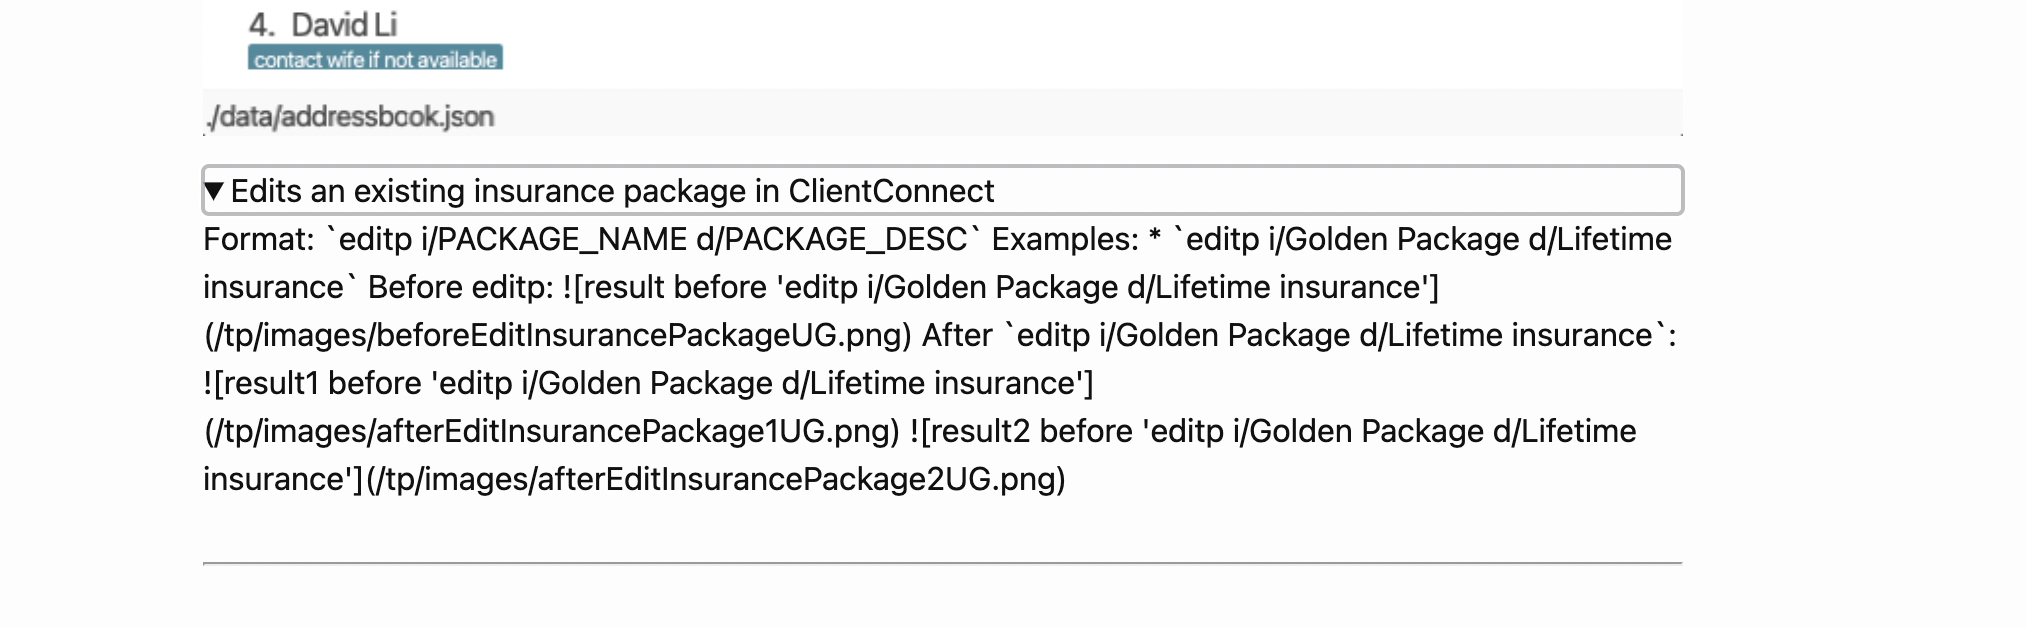 4. David Li
contact wife if not available
./data/addressbook.json
▼ Edits an existing insurance package in ClientConnect
Format: `editp i/PACKAGE_NAME d/PACKAGE_DESC` Examples: * `editp i/Golden Package d/Lifetime
insurance` Before editp: ![result before 'editp i/Golden Package d/Lifetime insurance']
(/tp/images/beforeEditInsurancePackageUG.png) After `editp i/Golden Package d/Lifetime insurance`:
![result1 before 'editp i/Golden Package d/Lifetime insurance']
(/tp/images/afterEditInsurancePackage1UG.png) ![result2 before 'editp i/Golden Package d/Lifetime
insurance'](/tp/images/afterEditInsurancePackage2UG.png)